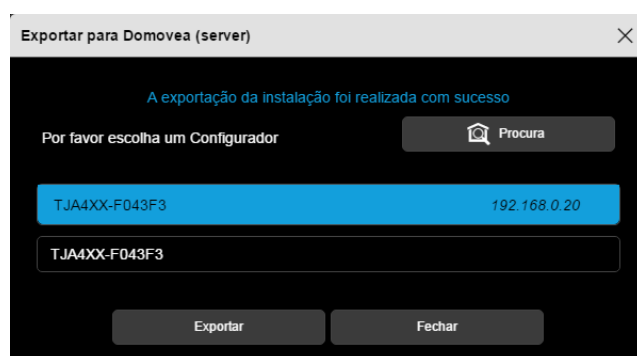 Exportar para Domovea (server)
A exportação da instalação foi realizada com sucesso
Por favor escolha um Configurador
Procura
TJA4XX-F043F3 192.168.0.20
TJA4XX-F043F3
Exportar Fechar